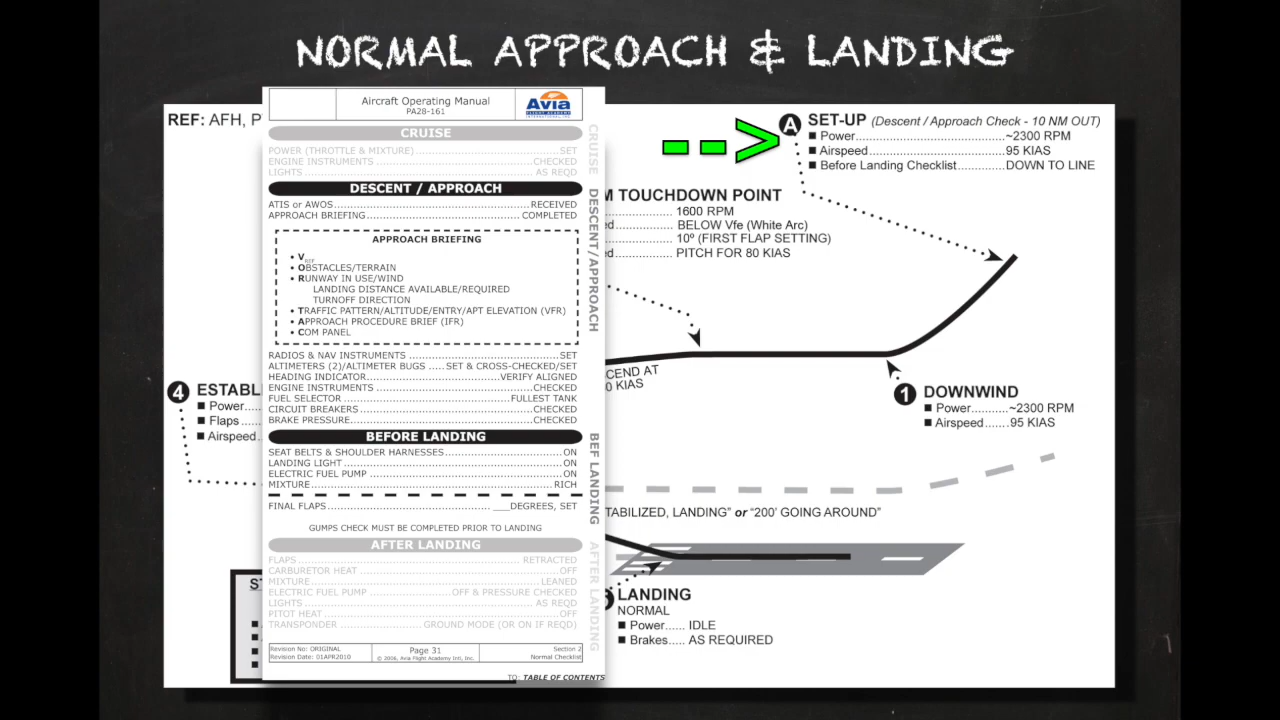 NORMAL APPROACH & LANDING
REF: AFH, P
Aircraft Operating Manual
PA28-161
Avia
CRUISE
POWER (THROTTLE & MIXTURE) SET
ENGINE INSTRUMENTS CHECKED
LIGHTS AS REQD
CRUISE
DESCENT / APPROACH
ATIS or AWOS RECEIVED
APPROACH BRIEFING COMPLETED
APPROACH BRIEFING
• VREF
• OBSTACLES/TERRAIN
• RUNWAY IN USE/WIND
LANDING DISTANCE AVAILABLE/REQUIRED
TURNOFF DIRECTION
• TRAFFIC PATTERN/ALTITUDE/ENTRY/APT ELEVATION (VFR)
• APPROACH PROCEDURE BRIEF (IFR)
• COM PANEL
RADIOS & NAV INSTRUMENTS SET
ALTIMETERS (2)/ALTIMETER BUGS SET & CROSS-CHECKED/SET
HEADING INDICATOR VERIFY ALIGNED
ENGINE INSTRUMENTS CHECKED
FUEL SELECTOR FULLEST TANK
CIRCUIT BREAKERS CHECKED
BRAKE PRESSURE CHECKED
DESCENT/APPROACH
BEFORE LANDING
SEAT BELTS & SHOULDER HARNESSES ON
LANDING LIGHT ON
ELECTRIC FUEL PUMP ON
MIXTURE RICH
FINAL FLAPS ___DEGREES, SET
GUMPS CHECK MUST BE COMPLETED PRIOR TO LANDING
BEF LANDING
AFTER LANDING
FLAPS RETRACTED
CARBURETOR HEAT OFF
MIXTURE LEANED
ELECTRIC FUEL PUMP OFF & PRESSURE CHECKED
LIGHTS AS REQD
PITOT HEAT OFF
TRANSPONDER GROUND MODE (OR ON IF REQD)
AFTER LANDING
Revision No: ORIGINAL
Revision Date: 01APR2010
Page 31
© 2006, Avia Flight Academy Int, Inc.
Section 2
Normal Checklist
TO: TABLE OF CONTENTS
A SET-UP (Descent / Approach Check - 10 NM OUT)
■ Power ~2300 RPM
■ Airspeed 95 KIAS
■ Before Landing Checklist DOWN TO LINE
M TOUCHDOWN POINT
1600 RPM
ed BELOW Vfe (White Arc)
10º (FIRST FLAP SETTING)
ed PITCH FOR 80 KIAS
CEND AT
0 KIAS
1 DOWNWIND
■ Power ~2300 RPM
■ Airspeed 95 KIAS
4 ESTABL
■ Power
■ Flaps
■ Airspeed
TABILIZED, LANDING” or “200’ GOING AROUND”
LANDING
NORMAL
■ Power IDLE
■ Brakes AS REQUIRED
ST